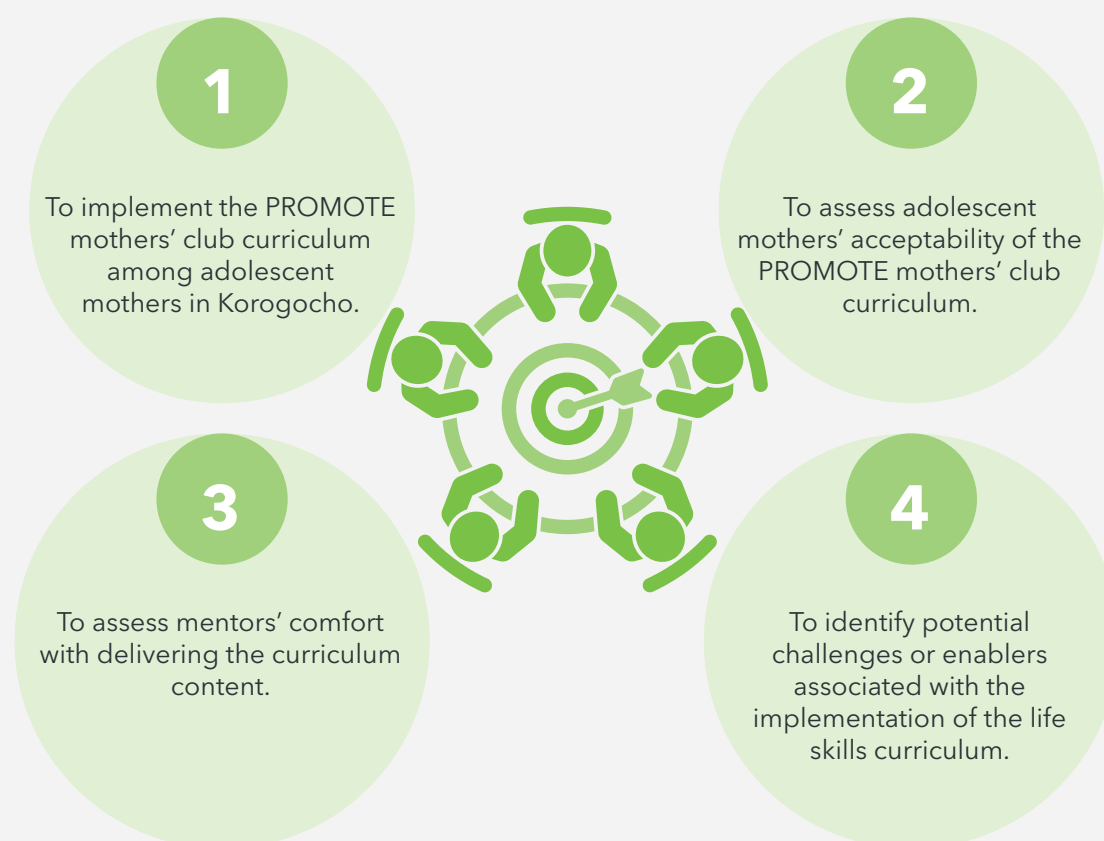 1
To implement the PROMOTE
mothers’ club curriculum
among adolescent
mothers in Korogocho.
2
To assess adolescent
mothers’ acceptability of the
PROMOTE mothers’ club
curriculum.
3
To assess mentors’ comfort
with delivering the curriculum
content.
4
To identify potential
challenges or enablers
associated with the
implementation of the life
skills curriculum.